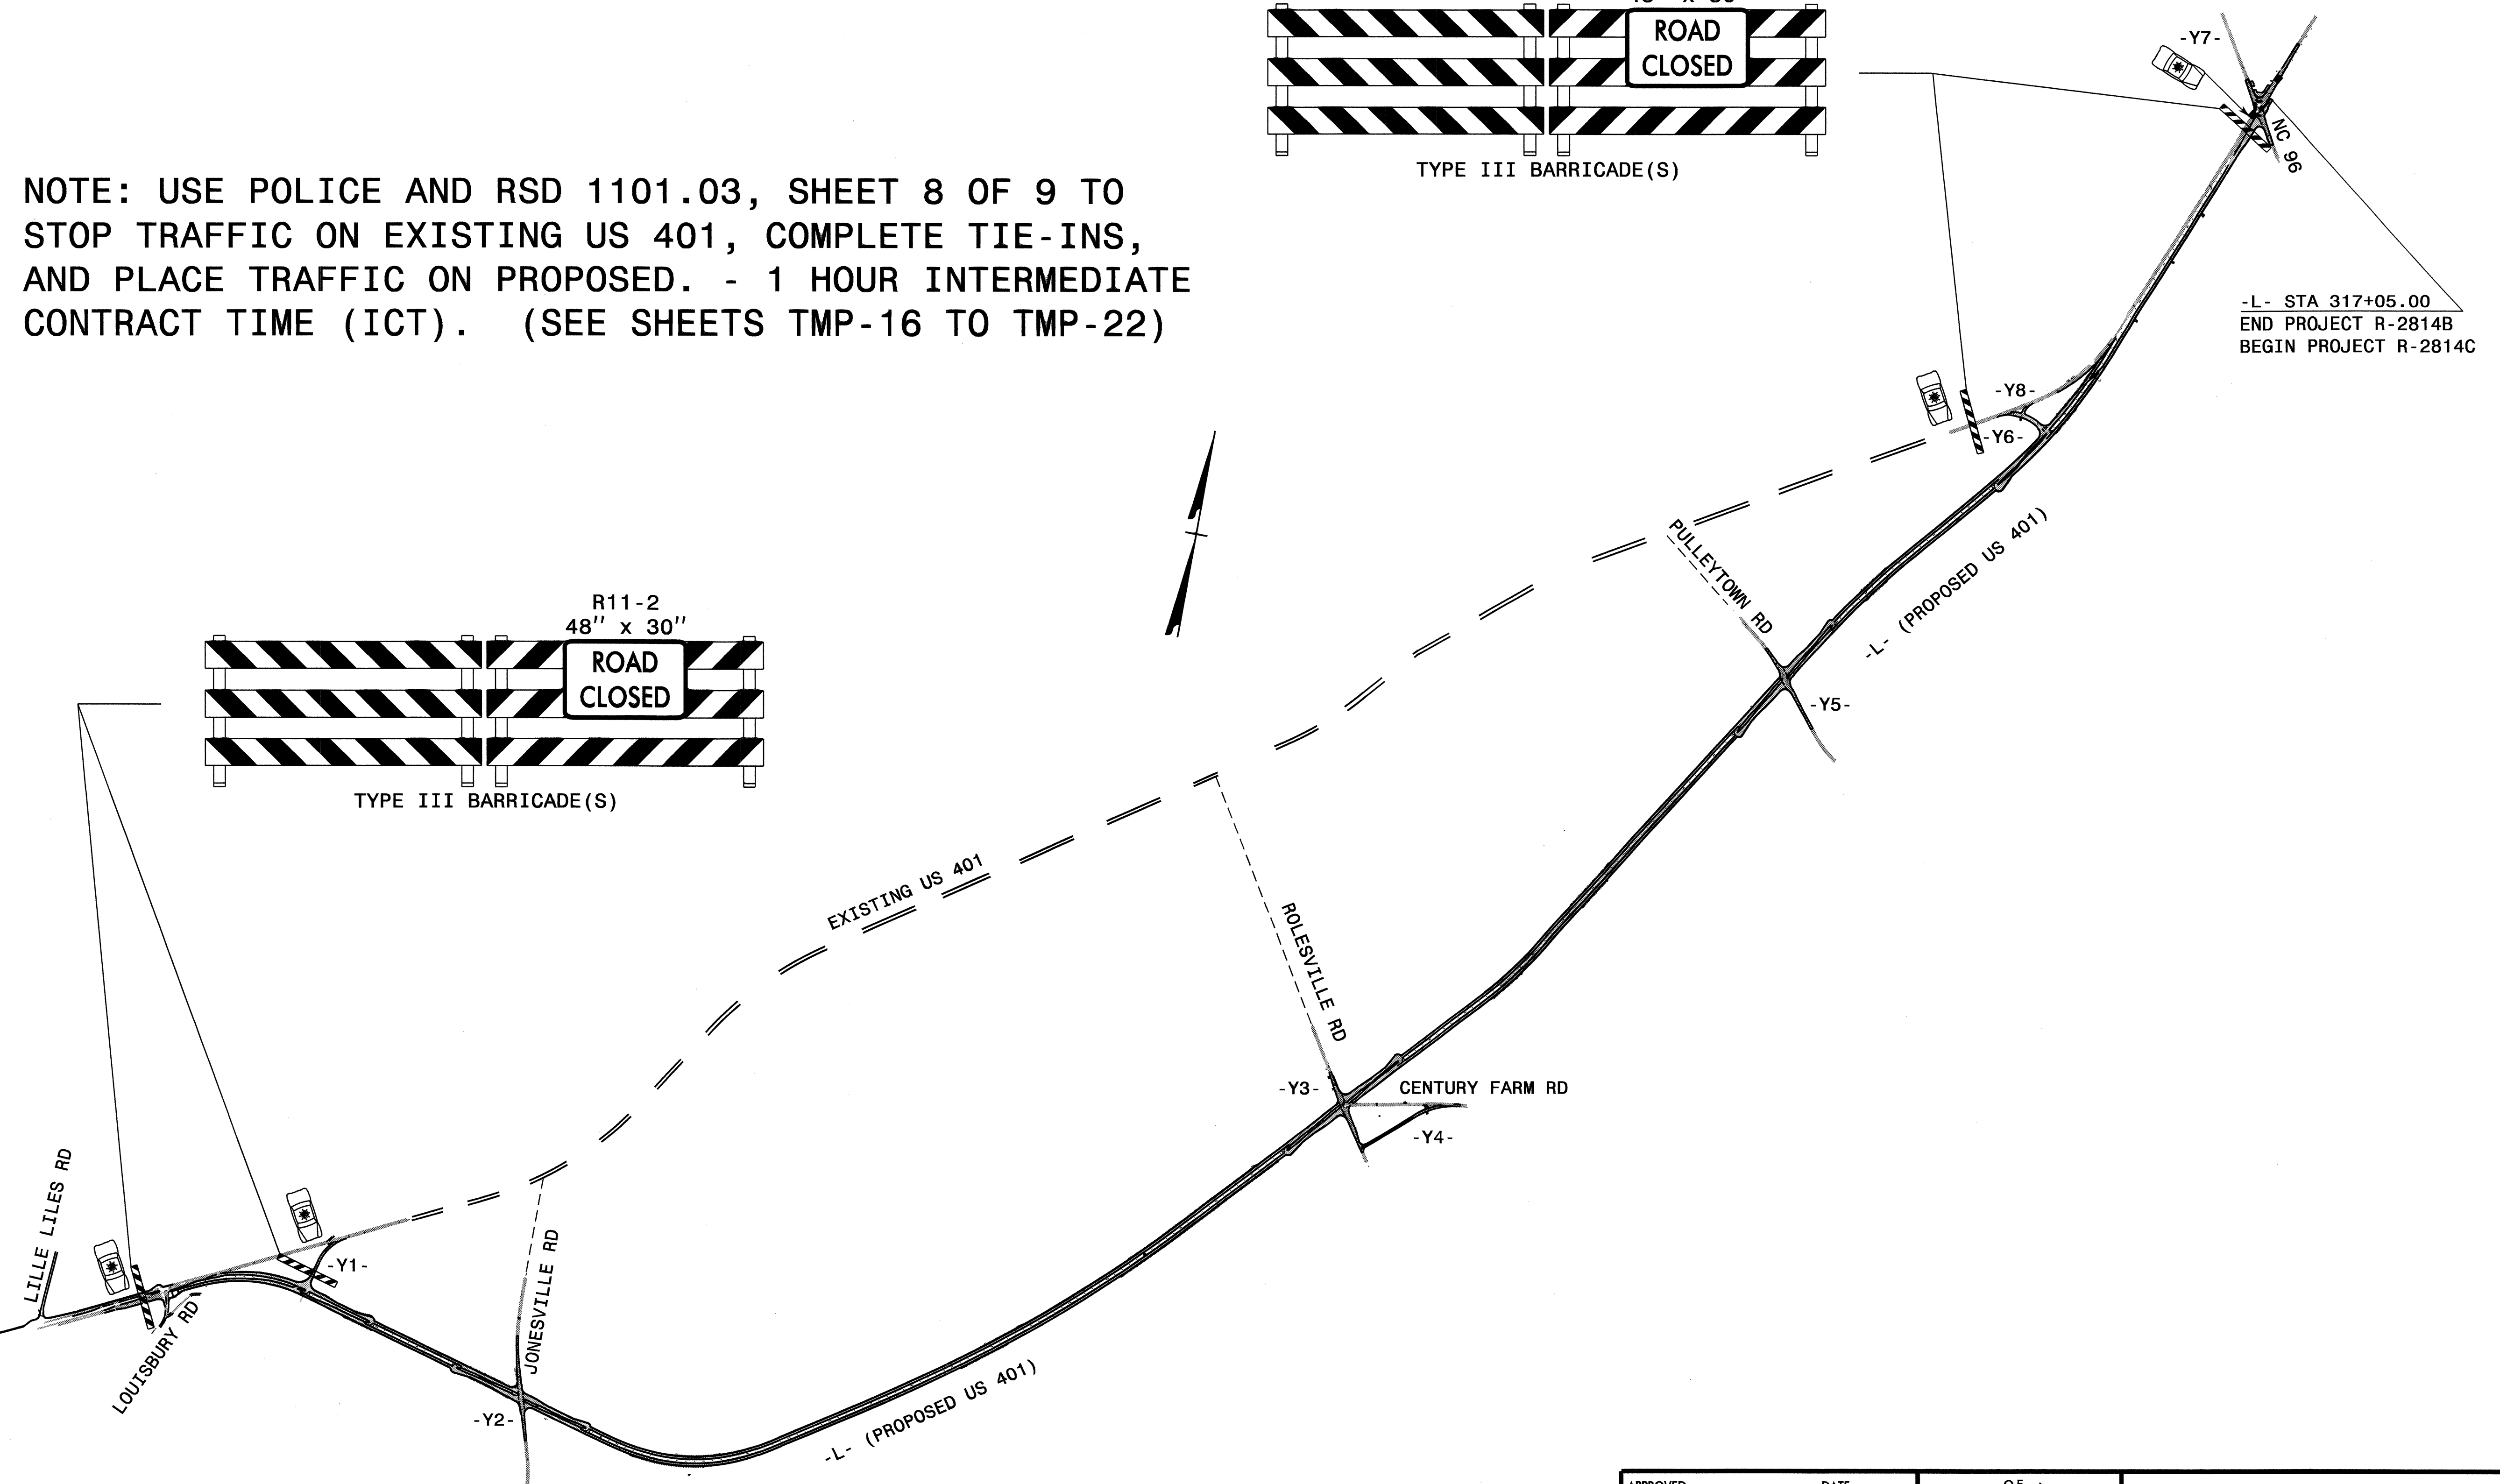 ROAD
CLOSED
TYPE III BARRICADE(S)
-Y7-
NC 96
NOTE: USE POLICE AND RSD 1101.03, SHEET 8 OF 9 TO
STOP TRAFFIC ON EXISTING US 401, COMPLETE TIE-INS,
AND PLACE TRAFFIC ON PROPOSED. - 1 HOUR INTERMEDIATE
CONTRACT TIME (ICT). (SEE SHEETS TMP-16 TO TMP-22)
-L- STA 317+05.00
END PROJECT R-2814B
BEGIN PROJECT R-2814C
-Y8-
-Y6-
PULLEYTOWN RD
-L- (PROPOSED US 401)
-Y5-
R11-2
48" x 30"
ROAD
CLOSED
TYPE III BARRICADE(S)
EXISTING US 401
ROLESVILLE RD
-Y3-
CENTURY FARM RD
-Y4-
LILLE LILES RD
-Y1-
LOUISBURY RD
JONESVILLE RD
-Y2-
-L- (PROPOSED US 401)